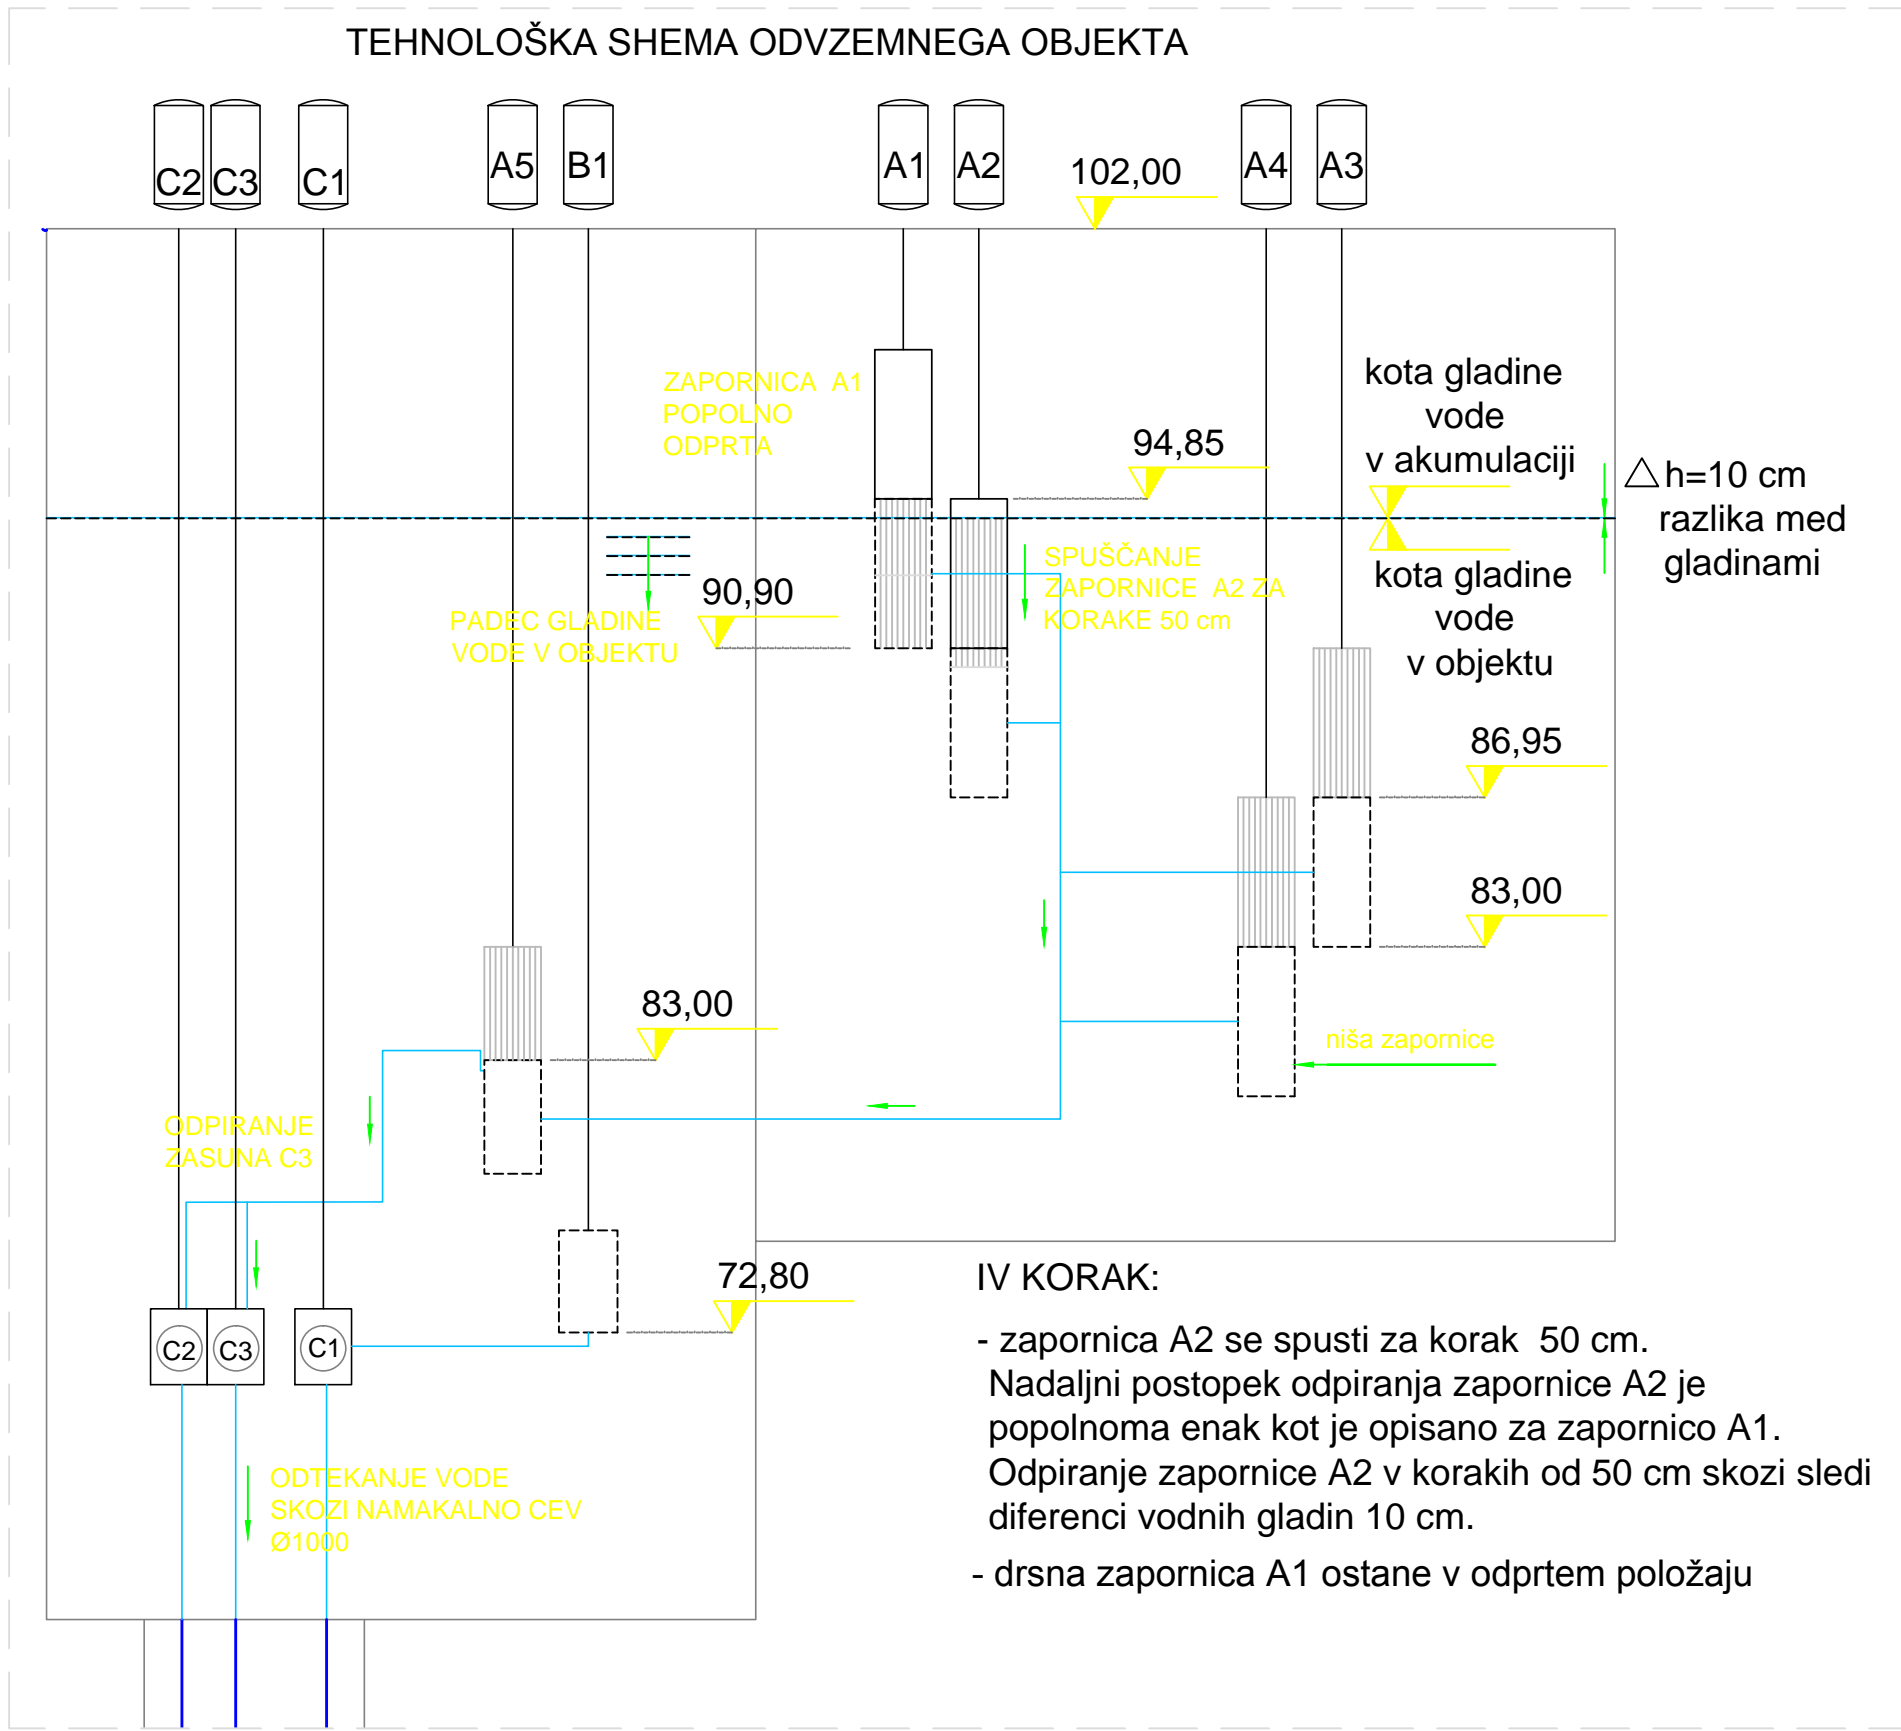 TEHNOLOŠKA SHEMA ODVZEMNEGA OBJEKTA
C2 C3 C1 A5 B1 A1 A2 A4 A3
102,00
ZAPORNICA A1
POPOLNO
ODPRTA
94,85
kota gladine
vode
v akumulaciji
△ h=10 cm
razlika med
gladinami
SPUŠČANJE
ZAPORNICE A2 ZA
KORAKE 50 cm
kota gladine
vode
v objektu
90,90
PADEC GLADINE
VODE V OBJEKTU
86,95
83,00
83,00
niša zapornice
ODPIRANJE
ZASUNA C3
72,80
C2 C3 C1
IV KORAK:
- zapornica A2 se spusti za korak 50 cm.
Nadaljni postopek odpiranja zapornice A2 je
popolnoma enak kot je opisano za zapornico A1.
Odpiranje zapornice A2 v korakih od 50 cm skozi sledi
diferenci vodnih gladin 10 cm.
- drsna zapornica A1 ostane v odprtem položaju
ODTEKANJE VODE
SKOZI NAMAKALNO CEV
Ø1000